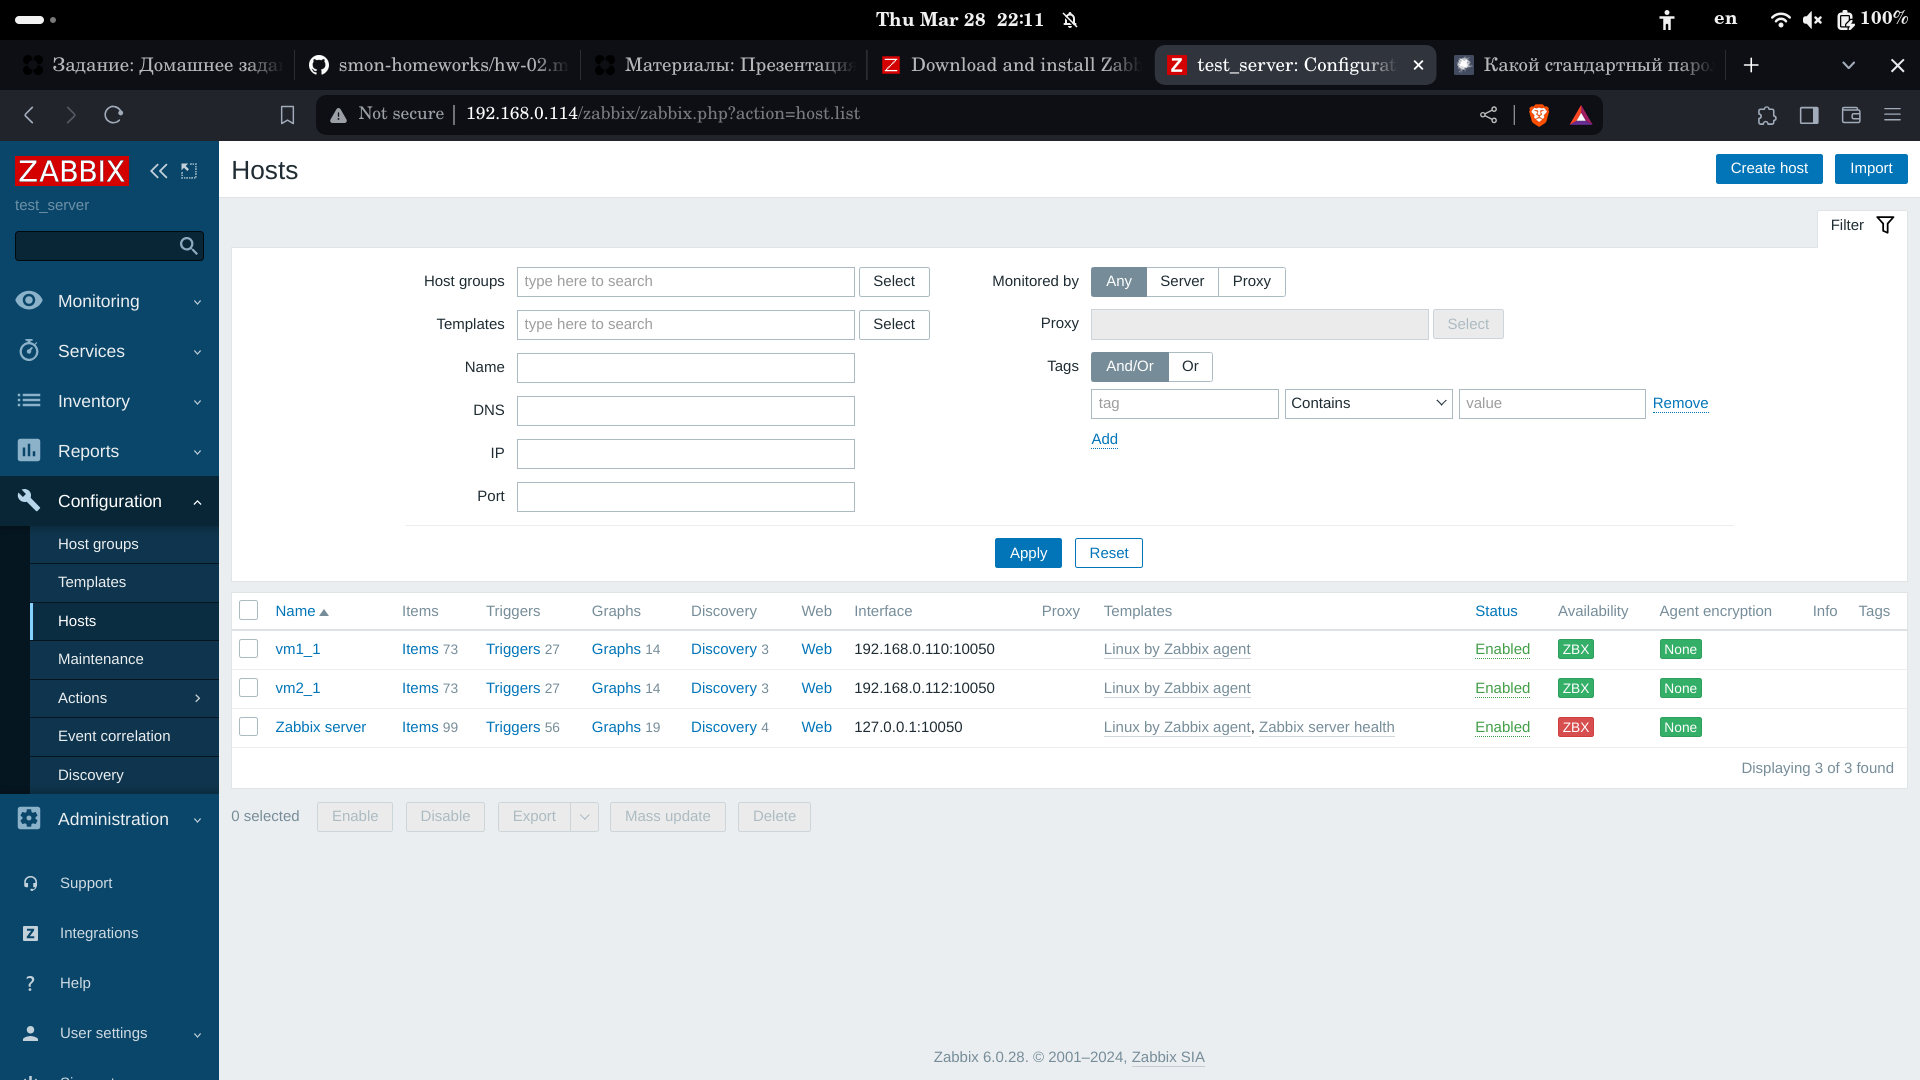 Thu Mar 28 22:11
en
100%
Задание: Домашнее зада
smon-homeworks/hw-02.m
Материалы: Презентация
Download and install Zabb
test_server: Configurat
Какой стандартный паро
Not secure
192.168.0.114/zabbix/zabbix.php?action=host.list
ZABBIX
test_server
Monitoring
Services
Inventory
Reports
Configuration
Host groups
Templates
Hosts
Maintenance
Actions
Event correlation
Discovery
Administration
Support
Integrations
Help
User settings
Hosts
Create host
Import
Filter
Host groups type here to search Select
Templates type here to search Select
Name
DNS
IP
Port
Monitored by Any Server Proxy
Proxy Select
Tags And/Or Or
tag Contains value Remove
Add
Apply Reset
Name Items Triggers Graphs Discovery Web Interface Proxy Templates Status Availability Agent encryption Info Tags
vm1_1 Items 73 Triggers 27 Graphs 14 Discovery 3 Web 192.168.0.110:10050 Linux by Zabbix agent Enabled ZBX None
vm2_1 Items 73 Triggers 27 Graphs 14 Discovery 3 Web 192.168.0.112:10050 Linux by Zabbix agent Enabled ZBX None
Zabbix server Items 99 Triggers 56 Graphs 19 Discovery 4 Web 127.0.0.1:10050 Linux by Zabbix agent, Zabbix server health Enabled ZBX None
Displaying 3 of 3 found
0 selected Enable Disable Export Mass update Delete
Zabbix 6.0.28. © 2001–2024, Zabbix SIA